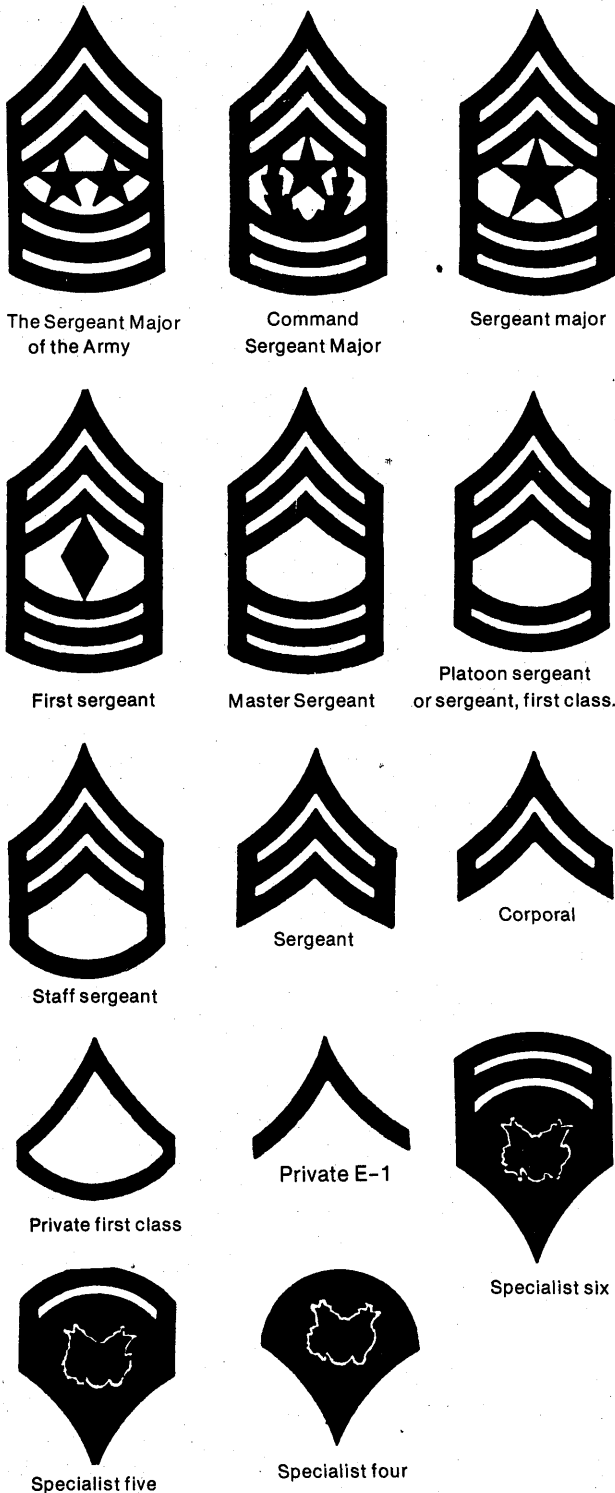 The Sergeant Major
of the Army
Command
Sergeant Major
Sergeant major
First sergeant
Master Sergeant
Platoon sergeant
or sergeant, first class.
Staff sergeant
Sergeant
Corporal
Private first class
Private E-1
Specialist six
Specialist five
Specialist four